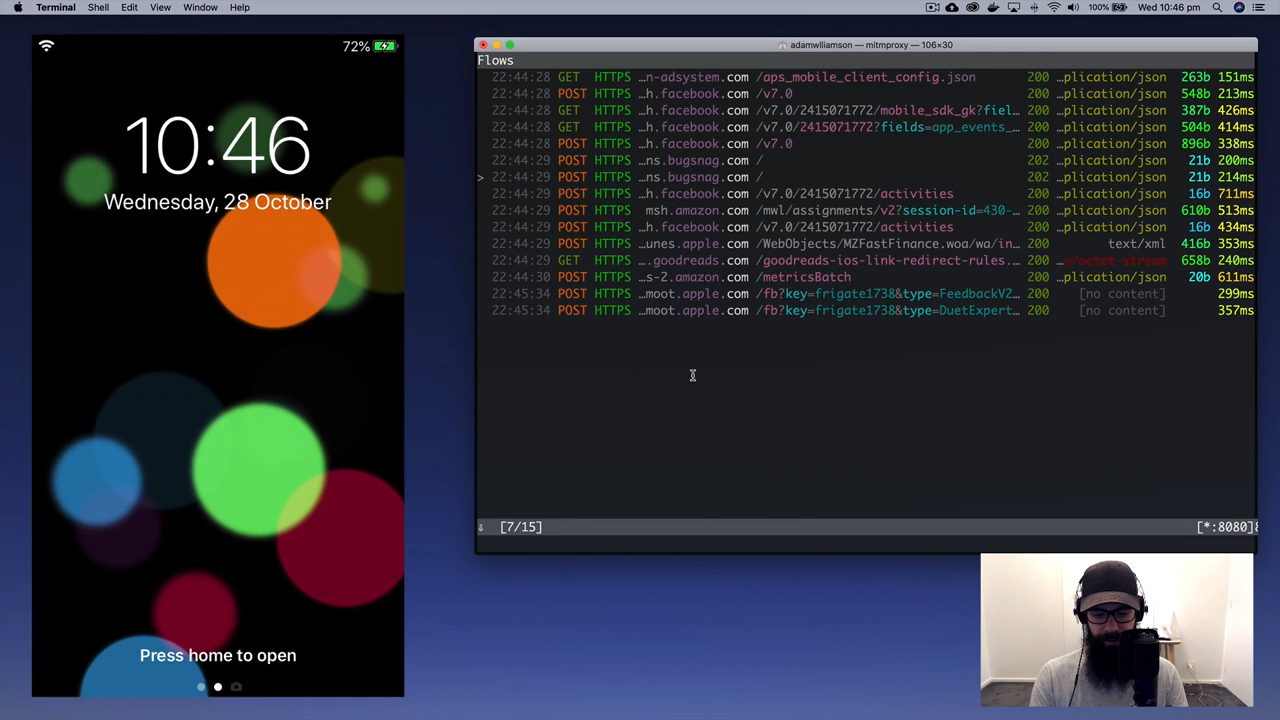 Terminal Shell Edit View Window Help
100% Wed 10:46 pm
72%
10:46
Wednesday, 28 October
Press home to open
adamwlliamson — mitmproxy — 106×30
Flows
22:44:28 GET HTTPS …n-adsystem.com /aps_mobile_client_config.json 200 …plication/json 263b 151ms
22:44:28 POST HTTPS …h.facebook.com /v7.0 200 …plication/json 548b 213ms
22:44:28 GET HTTPS …h.facebook.com /v7.0/2415071772/mobile_sdk_gk?fiel… 200 …plication/json 387b 426ms
22:44:28 GET HTTPS …h.facebook.com /v7.0/2415071772?fields=app_events_… 200 …plication/json 504b 414ms
22:44:28 POST HTTPS …h.facebook.com /v7.0 200 …plication/json 896b 338ms
22:44:29 POST HTTPS …ns.bugsnag.com / 202 …plication/json 21b 200ms
> 22:44:29 POST HTTPS …ns.bugsnag.com / 202 …plication/json 21b 214ms
22:44:29 POST HTTPS …h.facebook.com /v7.0/2415071772/activities 200 …plication/json 16b 711ms
22:44:29 POST HTTPS msh.amazon.com /mwl/assignments/v2?session-id=430-… 200 …plication/json 610b 513ms
22:44:29 POST HTTPS …h.facebook.com /v7.0/2415071772/activities 200 …plication/json 16b 434ms
22:44:29 POST HTTPS …unes.apple.com /WebObjects/MZFastFinance.woa/wa/in… 200 text/xml 416b 353ms
22:44:29 GET HTTPS ….goodreads.com /goodreads-ios-link-redirect-rules.… 200 …n/octet-stream 658b 240ms
22:44:30 POST HTTPS …s-2.amazon.com /metricsBatch 200 …plication/json 20b 611ms
22:45:34 POST HTTPS …moot.apple.com /fb?key=frigate1738&type=FeedbackV2… 200 [no content] 299ms
22:45:34 POST HTTPS …moot.apple.com /fb?key=frigate1738&type=DuetExpert… 200 [no content] 357ms
⇩ [7/15] [*:8080]